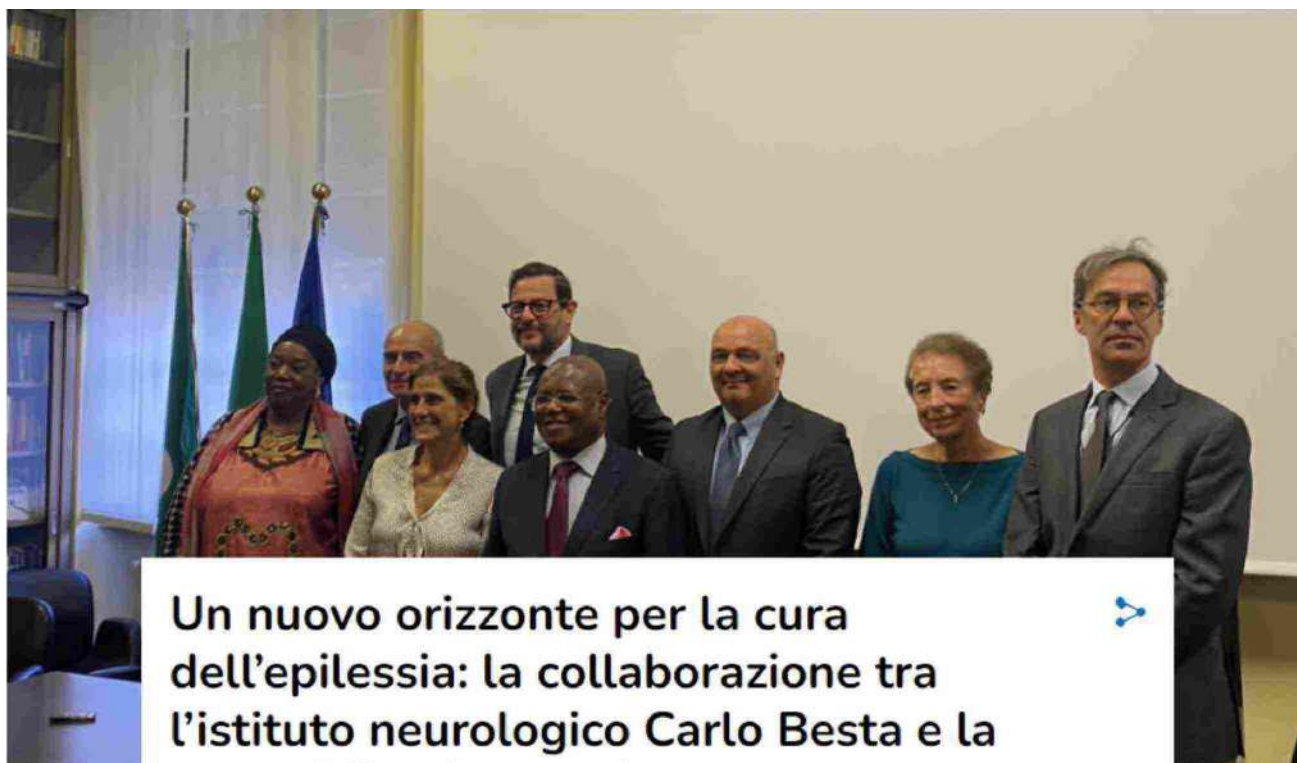 Un nuovo orizzonte per la cura
dell'epilessia: la collaborazione tra
l'istituto neurologico Carlo Besta e la